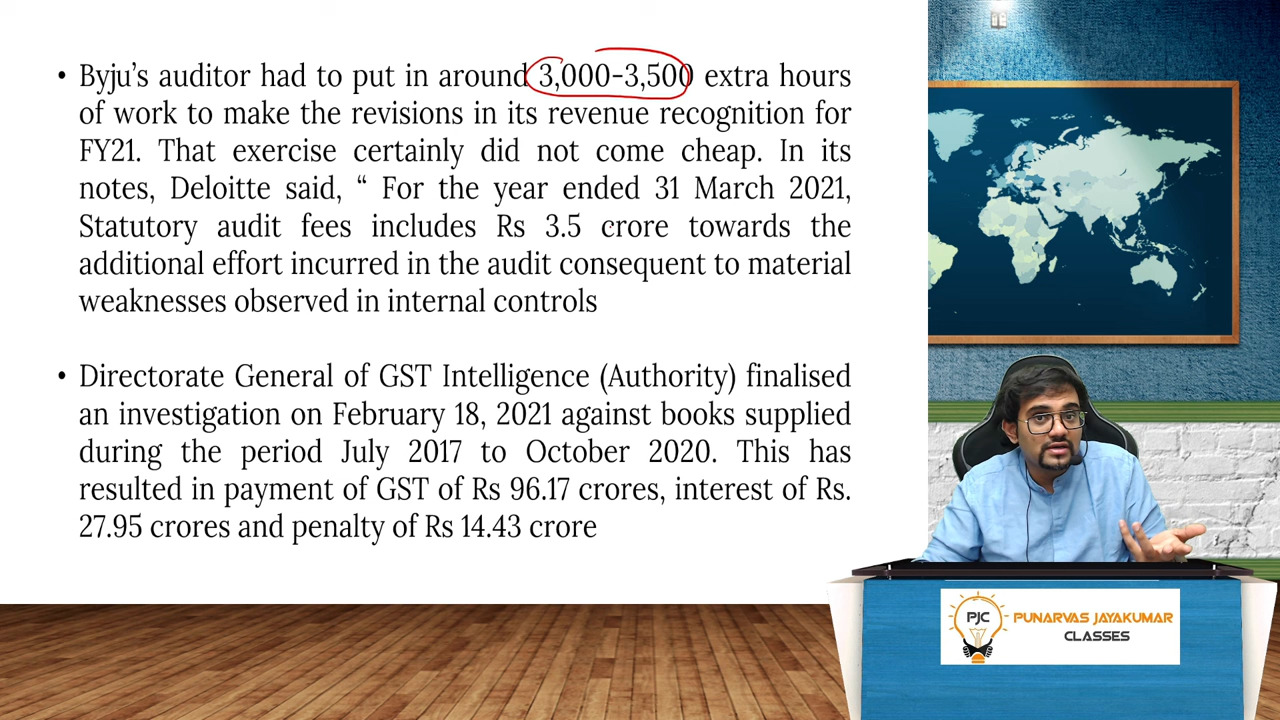 • Byju's auditor had to put in around 3,000-3,500 extra hours
of work to make the revisions in its revenue recognition for
FY21. That exercise certainly did not come cheap. In its
notes, Deloitte said, “ For the year ended 31 March 2021,
Statutory audit fees includes Rs 3.5 crore towards the
additional effort incurred in the audit consequent to material
weaknesses observed in internal controls
• Directorate General of GST Intelligence (Authority) finalised
an investigation on February 18, 2021 against books supplied
during the period July 2017 to October 2020. This has
resulted in payment of GST of Rs 96.17 crores, interest of Rs.
27.95 crores and penalty of Rs 14.43 crore
PJC
PUNARVAS JAYAKUMAR
CLASSES